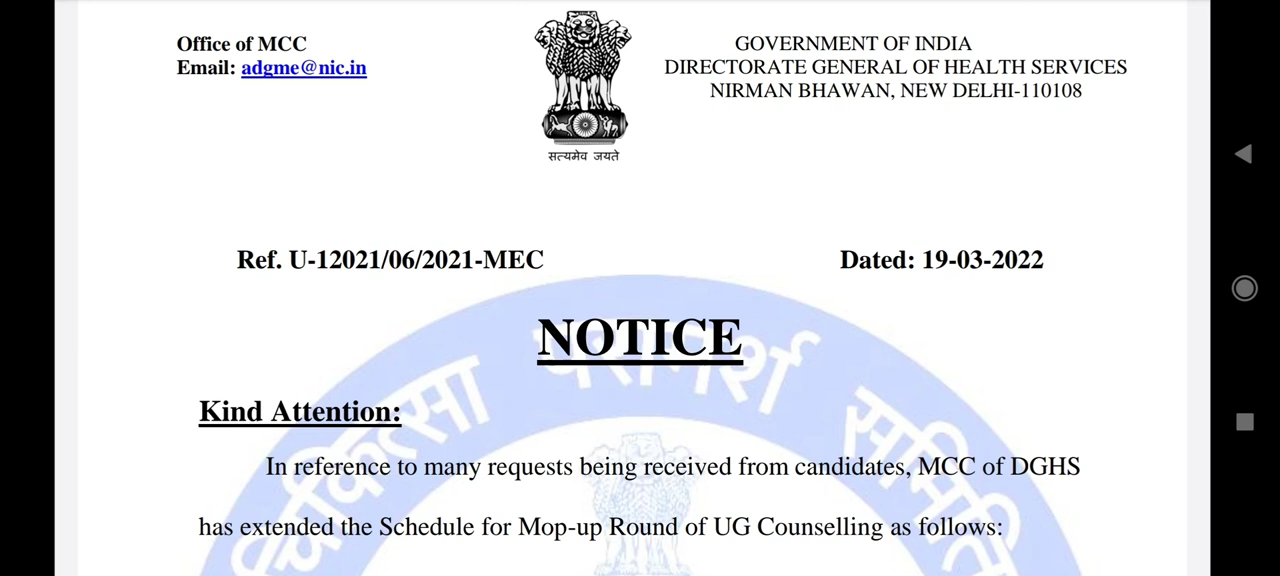 Office of MCC
Email: adgme@nic.in
सत्यमेव जयते
GOVERNMENT OF INDIA
DIRECTORATE GENERAL OF HEALTH SERVICES
NIRMAN BHAWAN, NEW DELHI-110108
Ref. U-12021/06/2021-MEC
Dated: 19-03-2022
NOTICE
चिकित्सा परामर्श समिति
Kind Attention:
In reference to many requests being received from candidates, MCC of DGHS
has extended the Schedule for Mop-up Round of UG Counselling as follows: